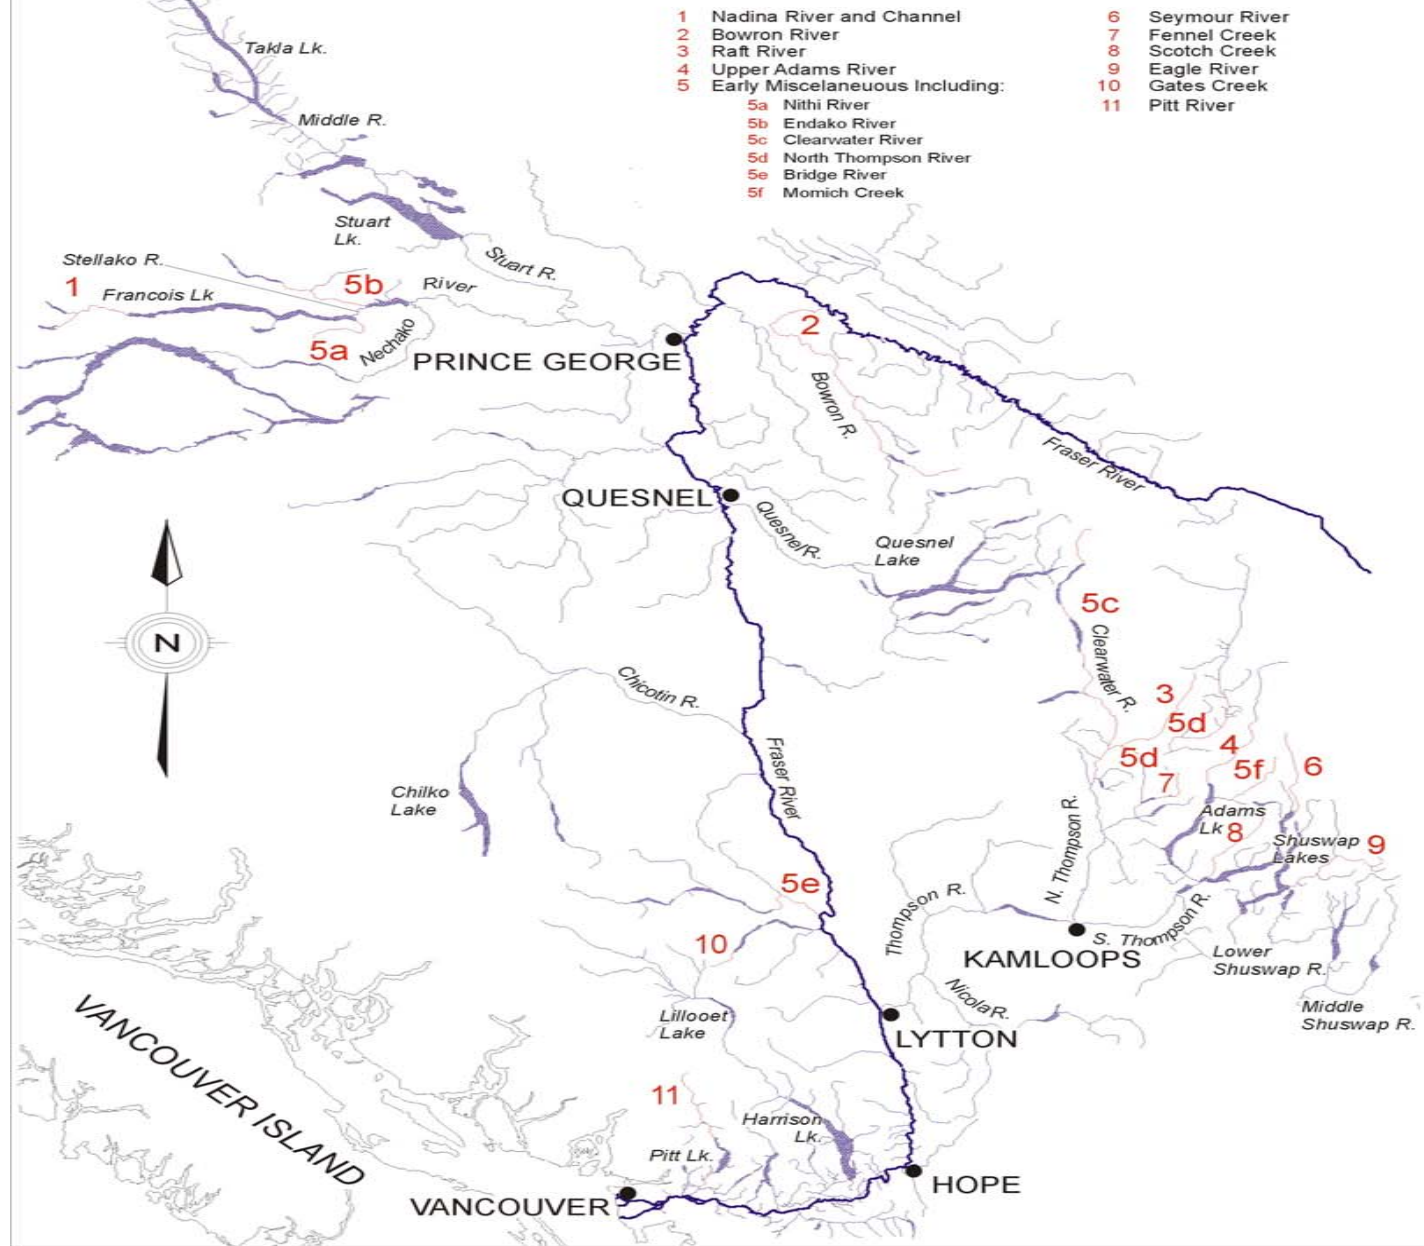 1 Nadina River and Channel
2 Bowron River
3 Raft River
4 Upper Adams River
5 Early Miscelaneuous Including:
5a Nithi River
5b Endako River
5c Clearwater River
5d North Thompson River
5e Bridge River
5f Momich Creek
6 Seymour River
7 Fennel Creek
8 Scotch Creek
9 Eagle River
10 Gates Creek
11 Pitt River
Takla Lk.
Middle R.
Stuart
Lk.
Stuart R.
Stellako R.
1
Francois Lk
5b
River
5a
Nechako
PRINCE GEORGE
2
Bowron R.
Fraser River
QUESNEL
Quesnel R.
Quesnel
Lake
N
5c
Clearwater R.
Chicotin R.
3
5d
5d
4
5f
6
7
Fraser River
Chilko
Lake
Adams
Lk
8
Shuswap
Lakes
9
N. Thompson R.
5e
Thompson R.
10
KAMLOOPS
S. Thompson R.
Lower
Shuswap R.
Nicola R.
Middle
Shuswap R.
Lillooet
Lake
LYTTON
VANCOUVER ISLAND
11
Harrison
Lk.
Pitt Lk.
HOPE
VANCOUVER